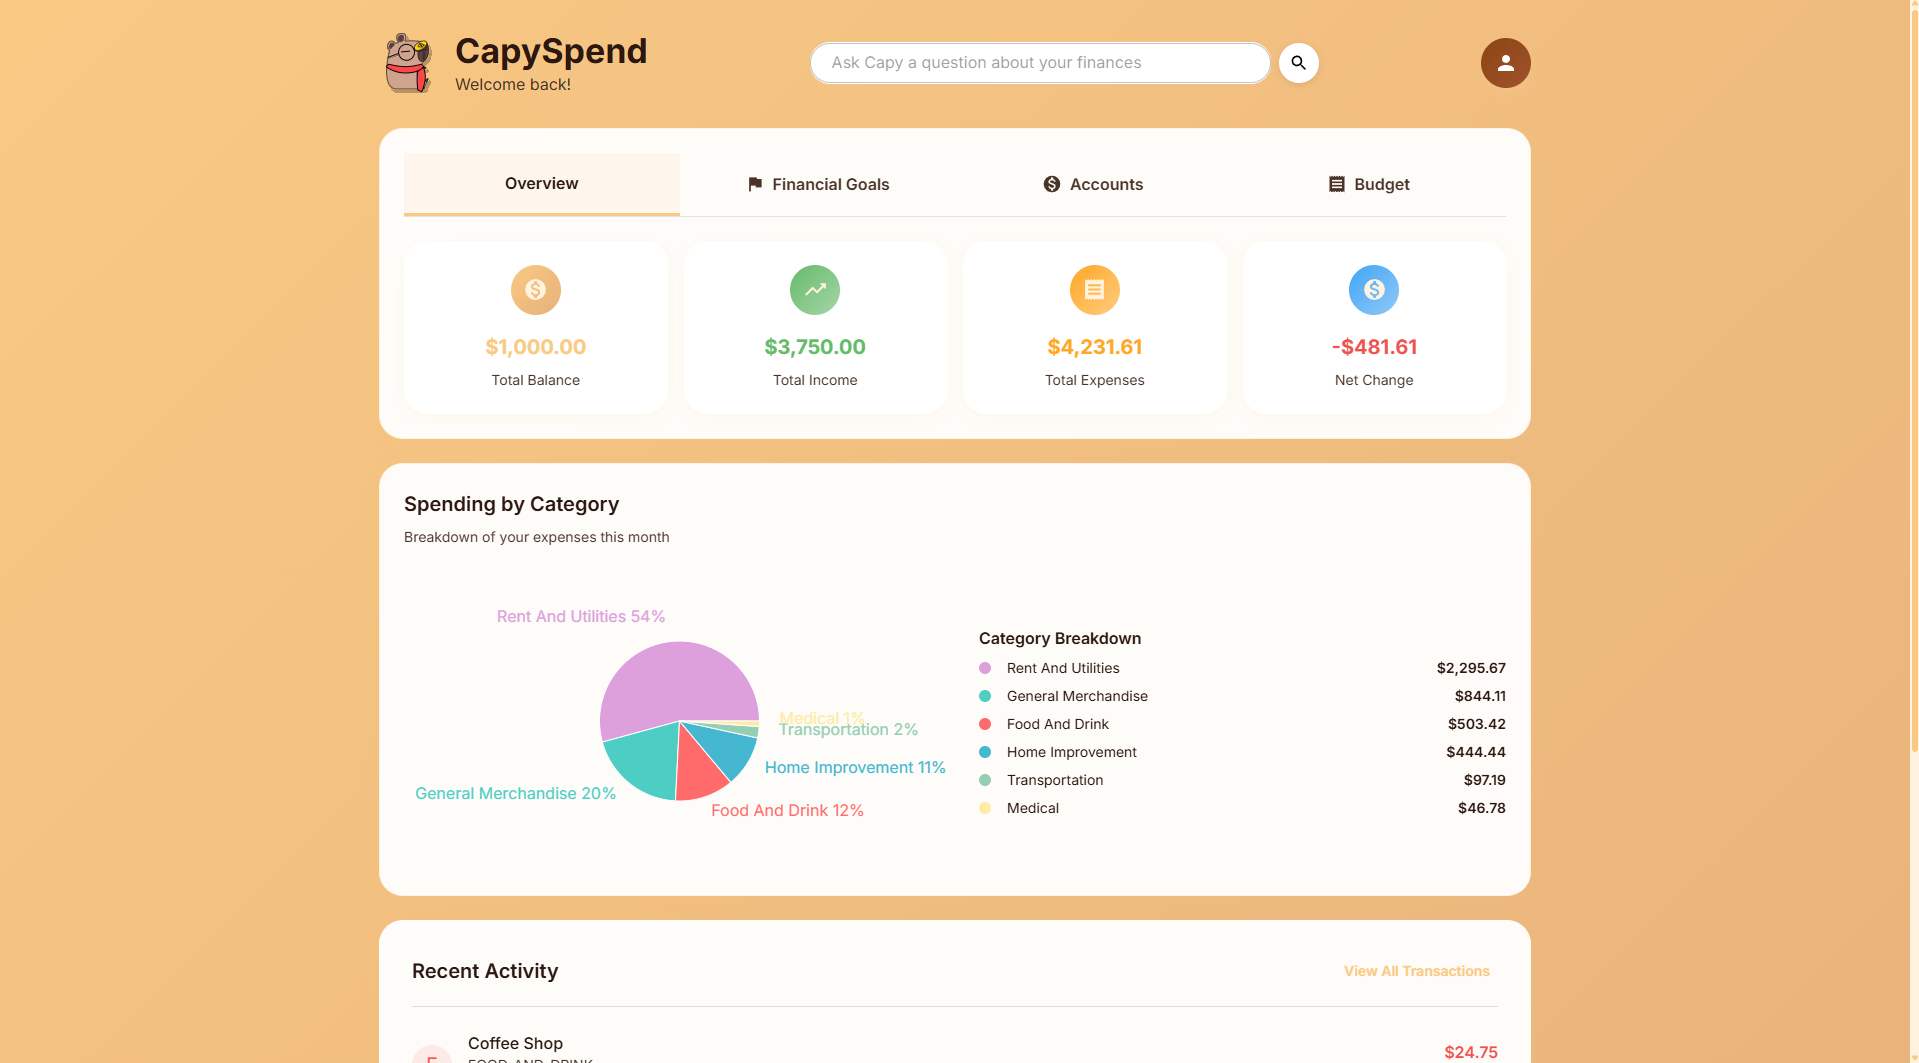 CapySpend
Welcome back!
Ask Capy a question about your finances
Overview
Financial Goals
Accounts
Budget
$1,000.00
Total Balance
$3,750.00
Total Income
$4,231.61
Total Expenses
-$481.61
Net Change
Spending by Category
Breakdown of your expenses this month
Rent And Utilities 54%
Medical 1%
Transportation 2%
Home Improvement 11%
General Merchandise 20%
Food And Drink 12%
Category Breakdown
Rent And Utilities $2,295.67
General Merchandise $844.11
Food And Drink $503.42
Home Improvement $444.44
Transportation $97.19
Medical $46.78
Recent Activity
View All Transactions
Coffee Shop
$24.75